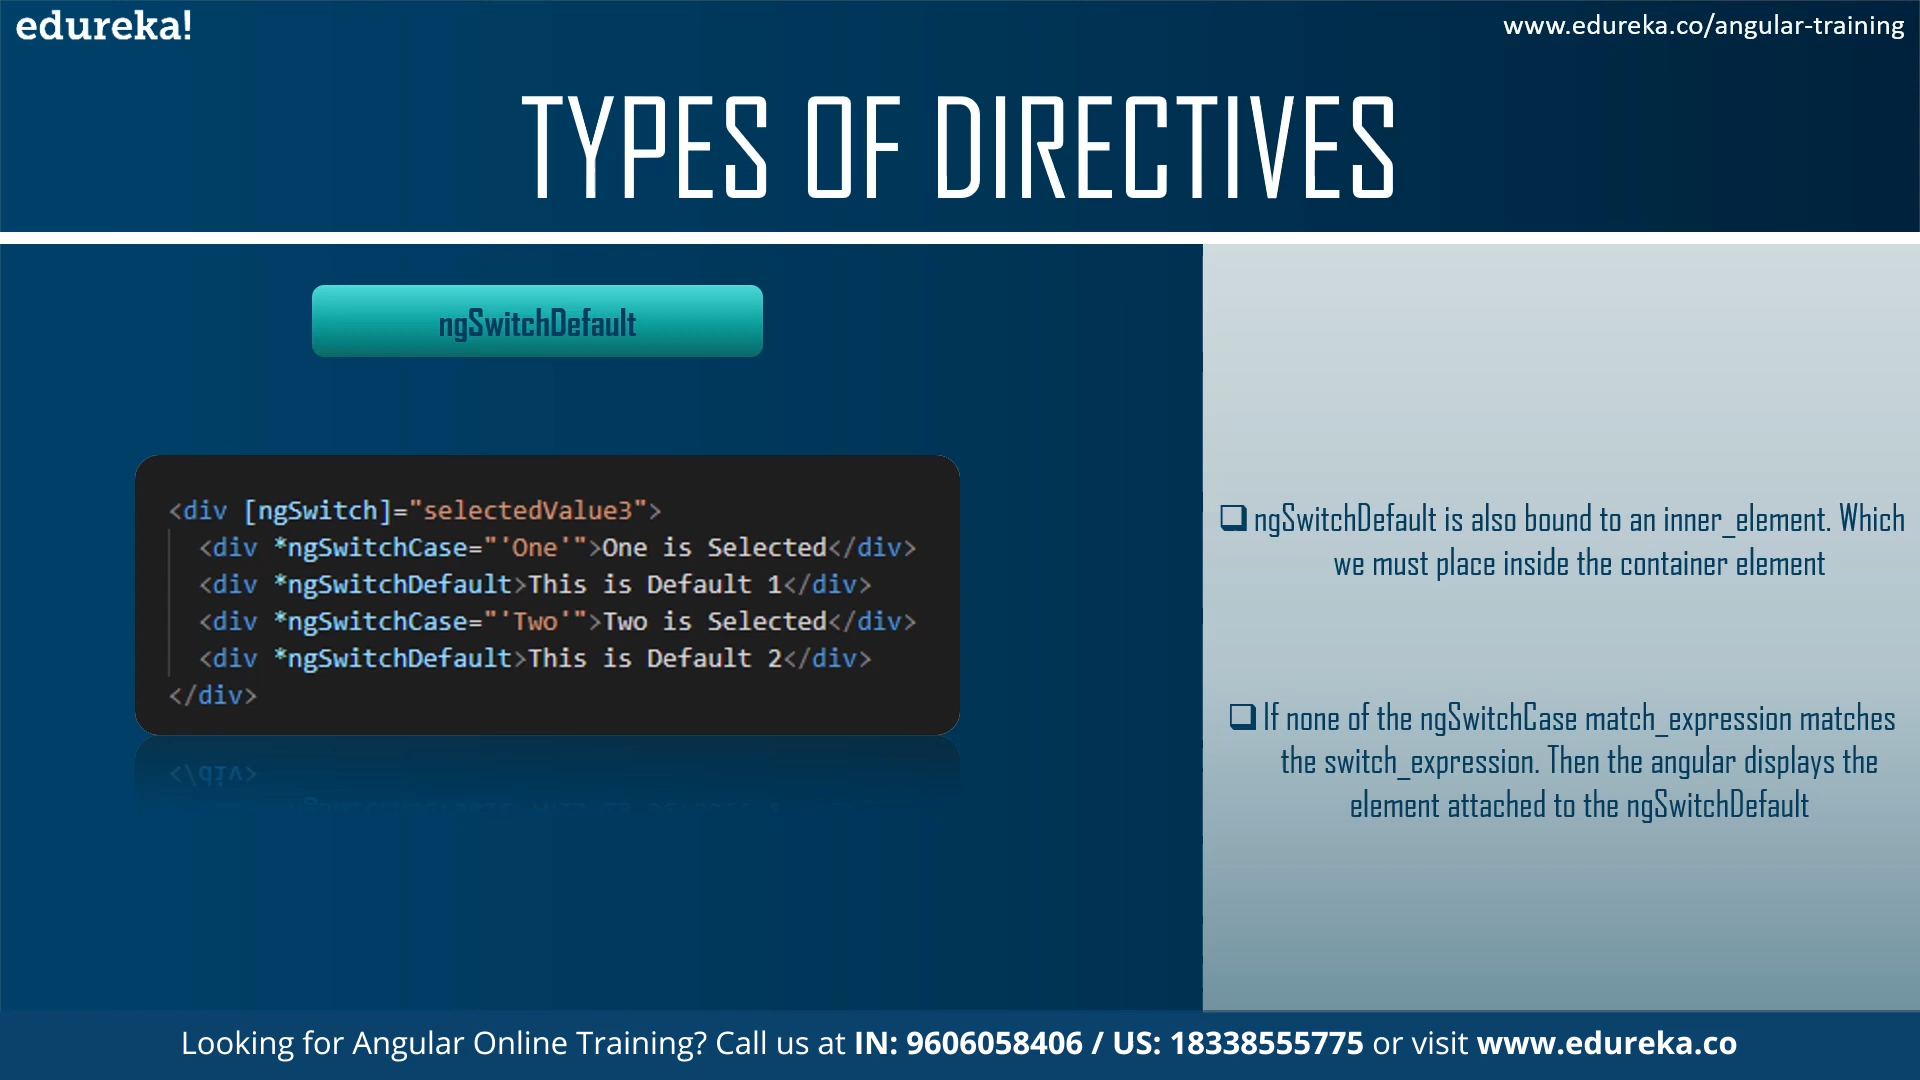 edureka!
www.edureka.co/angular-training
TYPES OF DIRECTIVES
ngSwitchDefault
<div [ngSwitch]="selectedValue3">
<div *ngSwitchCase="'One'">One is Selected</div>
<div *ngSwitchDefault>This is Default 1</div>
<div *ngSwitchCase="'Two'">Two is Selected</div>
<div *ngSwitchDefault>This is Default 2</div>
</div>
❑ ngSwitchDefault is also bound to an inner_element. Which
we must place inside the container element
❑ If none of the ngSwitchCase match_expression matches
the switch_expression. Then the angular displays the
element attached to the ngSwitchDefault
Looking for Angular Online Training? Call us at IN: 9606058406 / US: 18338555775 or visit www.edureka.co